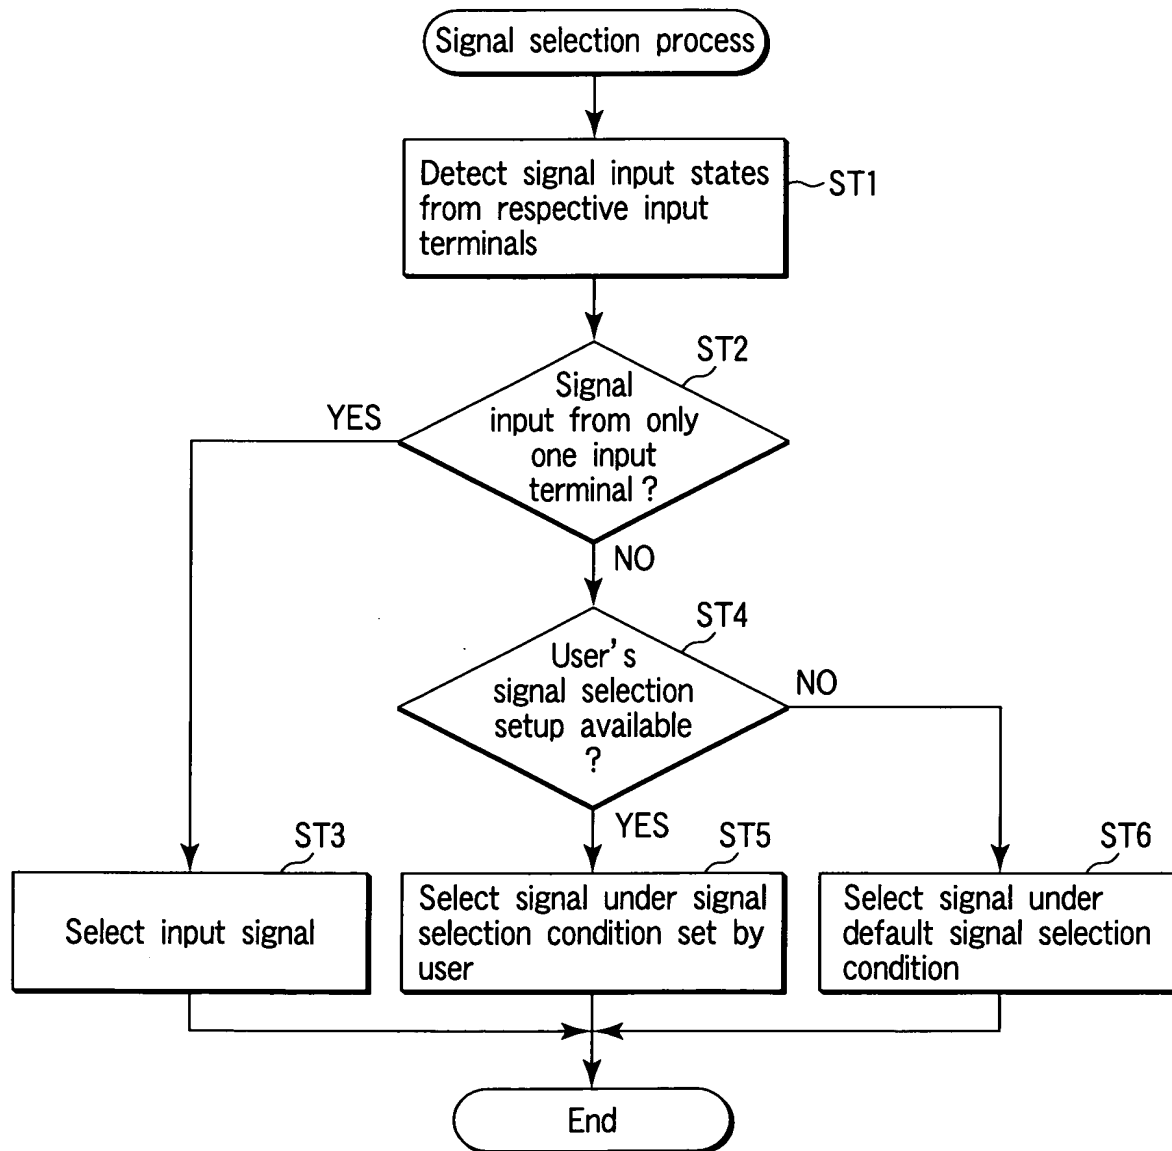 Signal selection process
Detect signal input states
from respective input
terminals
ST1
ST2
Signal
input from only
one input
terminal ?
YES
NO
ST4
User's
signal selection
setup available
?
NO
YES
ST3
Select input signal
ST5
Select signal under signal
selection condition set by
user
ST6
Select signal under
default signal selection
condition
End